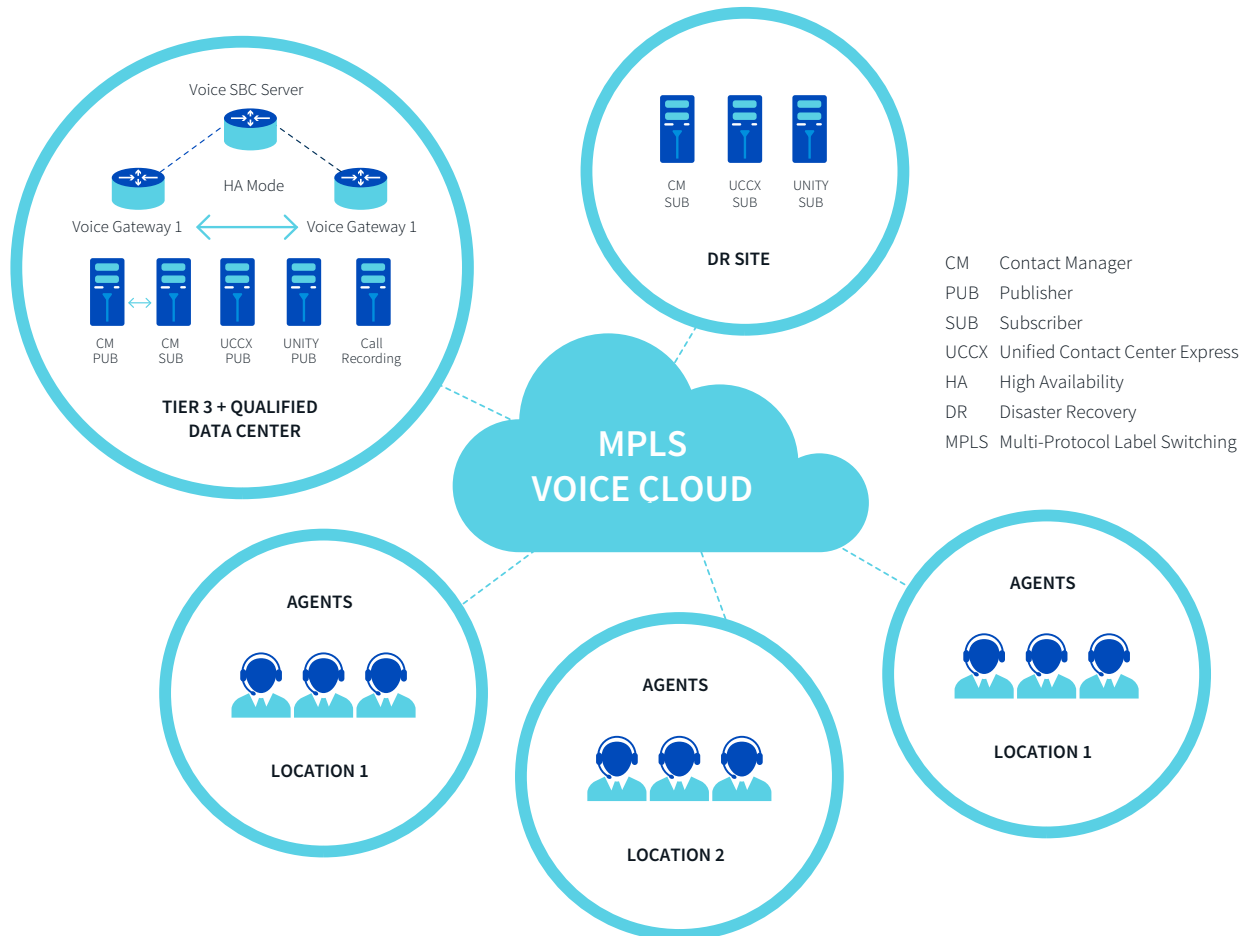 Voice SBC Server
HA Mode
Voice Gateway 1
Voice Gateway 1
CM
PUB
CM
SUB
UCCX
PUB
UNITY
PUB
Call
Recording
TIER 3 + QUALIFIED
DATA CENTER
CM
SUB
UCCX
SUB
UNITY
SUB
DR SITE
CM Contact Manager
PUB Publisher
SUB Subscriber
UCCX Unified Contact Center Express
HA High Availability
DR Disaster Recovery
MPLS Multi-Protocol Label Switching
MPLS
VOICE CLOUD
AGENTS
LOCATION 1
AGENTS
LOCATION 2
AGENTS
LOCATION 1